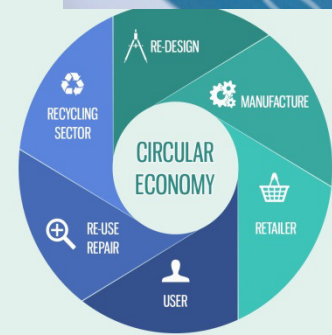 RE-DESIGN
MANUFACTURE
RETAILER
USER
RE-USE
REPAIR
RECYCLING
SECTOR
CIRCULAR
ECONOMY